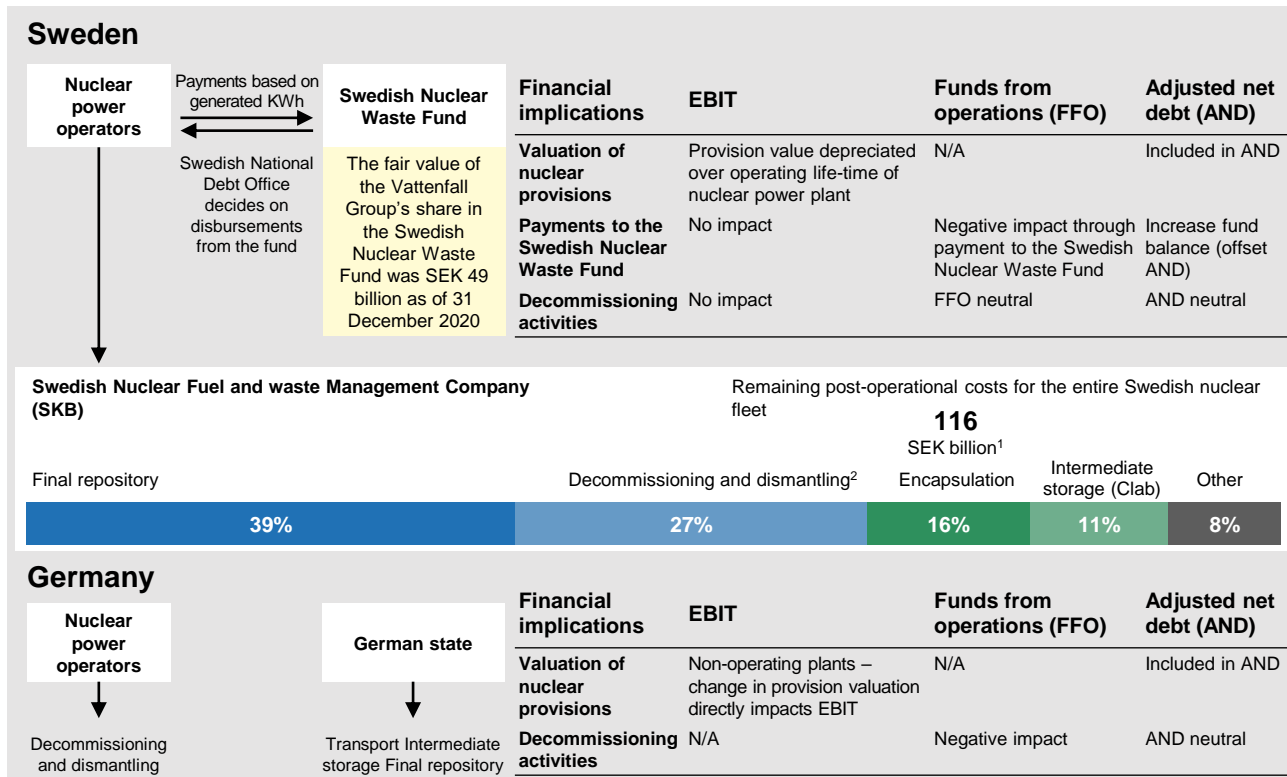 Sweden
Nuclear
power
operators
Payments based on
generated KWh
Swedish National
Debt Office
decides on
disbursements
from the fund
Swedish Nuclear
Waste Fund
The fair value of
the Vattenfall
Group's share in
the Swedish
Nuclear Waste
Fund was SEK 49
billion as of 31
December 2020
Financial
implications
EBIT
Funds from
operations (FFO)
Adjusted net
debt (AND)
Valuation of
nuclear
provisions
Provision value depreciated
over operating life-time of
nuclear power plant
N/A
Included in AND
Payments to the
Swedish Nuclear
Waste Fund
No impact
Negative impact through
payment to the Swedish
Nuclear Waste Fund
Increase fund
balance (offset
AND)
Decommissioning
activities
No impact
FFO neutral
AND neutral
Swedish Nuclear Fuel and waste Management Company
(SKB)
Remaining post-operational costs for the entire Swedish nuclear
fleet
116
SEK billion1
Final repository
Decommissioning and dismantling2
Encapsulation
Intermediate
storage (Clab)
Other
39%
27%
16%
11%
8%
Germany
Nuclear
power
operators
Decommissioning
and dismantling
German state
Transport Intermediate
storage Final repository
Financial
implications
EBIT
Funds from
operations (FFO)
Adjusted net
debt (AND)
Valuation of
nuclear
provisions
Non-operating plants –
change in provision valuation
directly impacts EBIT
N/A
Included in AND
Decommissioning
activities
N/A
Negative impact
AND neutral